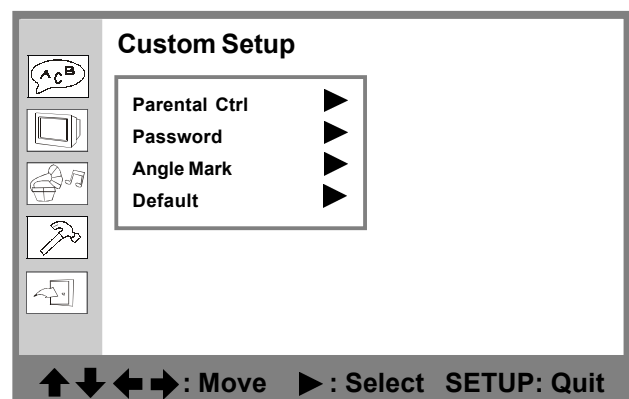 Custom Setup
A C B
Parental Ctrl ▶
Password ▶
Angle Mark ▶
Default ▶
↑ ↓ ← → : Move ▶ : Select SETUP: Quit